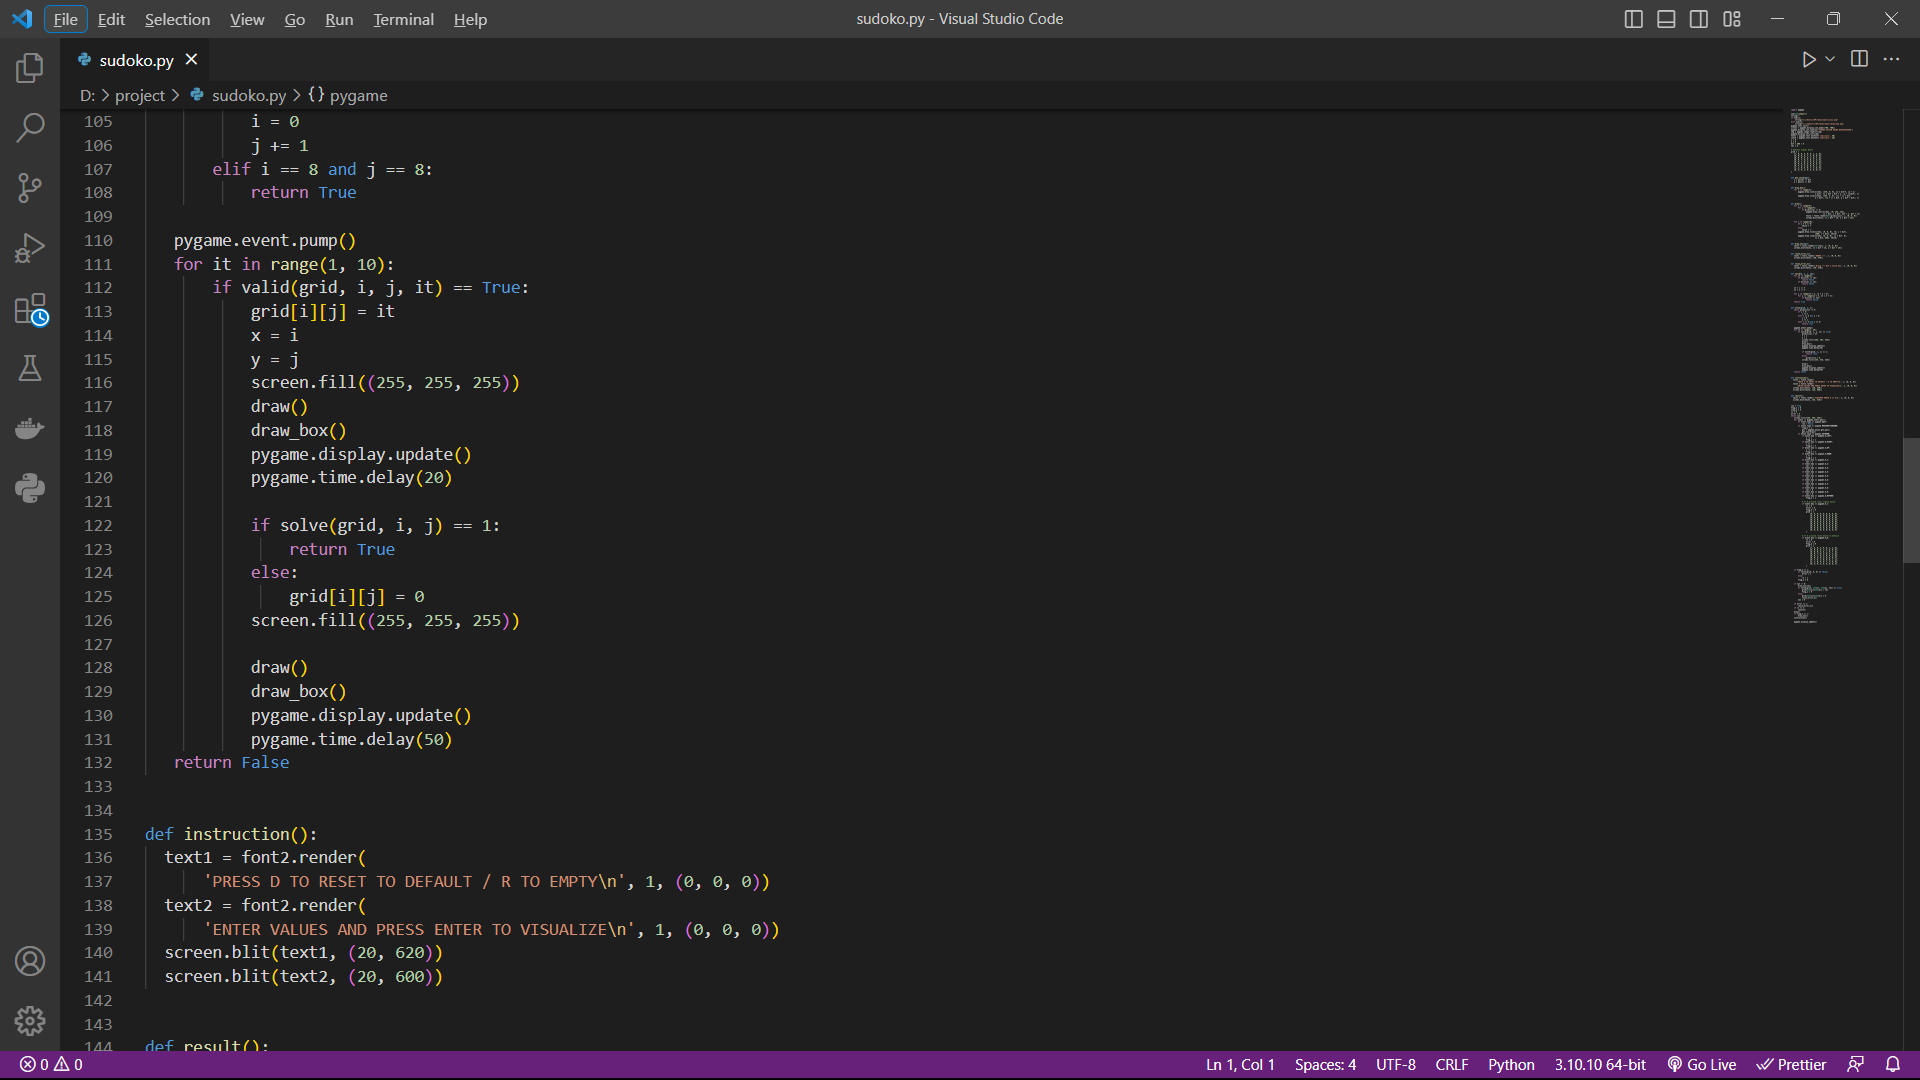 File Edit Selection View Go Run Terminal Help
sudoko.py - Visual Studio Code
sudoko.py
D: > project > sudoko.py > {} pygame
105 i = 0
106 j += 1
107 elif i == 8 and j == 8:
108 return True
109
110 pygame.event.pump()
111 for it in range(1, 10):
112 if valid(grid, i, j, it) == True:
113 grid[i][j] = it
114 x = i
115 y = j
116 screen.fill((255, 255, 255))
117 draw()
118 draw_box()
119 pygame.display.update()
120 pygame.time.delay(20)
121
122 if solve(grid, i, j) == 1:
123 return True
124 else:
125 grid[i][j] = 0
126 screen.fill((255, 255, 255))
127
128 draw()
129 draw_box()
130 pygame.display.update()
131 pygame.time.delay(50)
132 return False
133
134
135 def instruction():
136 text1 = font2.render(
137 'PRESS D TO RESET TO DEFAULT / R TO EMPTY\n', 1, (0, 0, 0))
138 text2 = font2.render(
139 'ENTER VALUES AND PRESS ENTER TO VISUALIZE\n', 1, (0, 0, 0))
140 screen.blit(text1, (20, 620))
141 screen.blit(text2, (20, 600))
142
143
144 def result():
0 0 Ln 1, Col 1 Spaces: 4 UTF-8 CRLF Python 3.10.10 64-bit Go Live Prettier